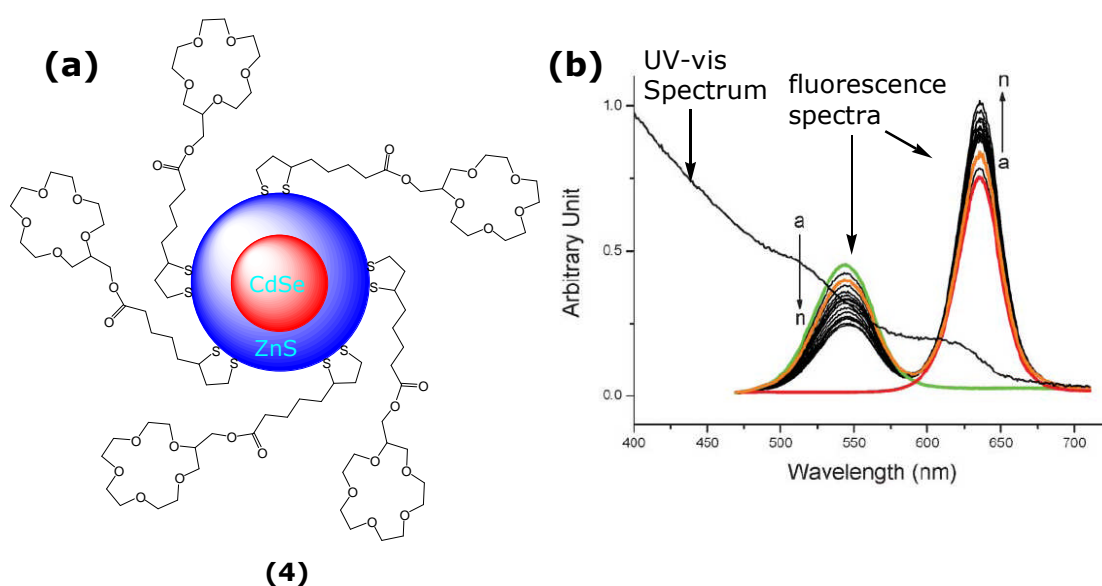 (a)
O O
O O
O
O
O
O
O O
O O
O
O
O
S
S
O O
O O
O
O
O
S
S
S
S
CdSe
ZnS
S
S
S
S
O
O
O
O
O O
O O
O
O
O O
O O
(4)
(b)
UV-vis
Spectrum
fluorescence
spectra
n
a
a
n
1.0
0.5
0.0
Arbitrary Unit
400 450 500 550 600 650 700
Wavelength (nm)